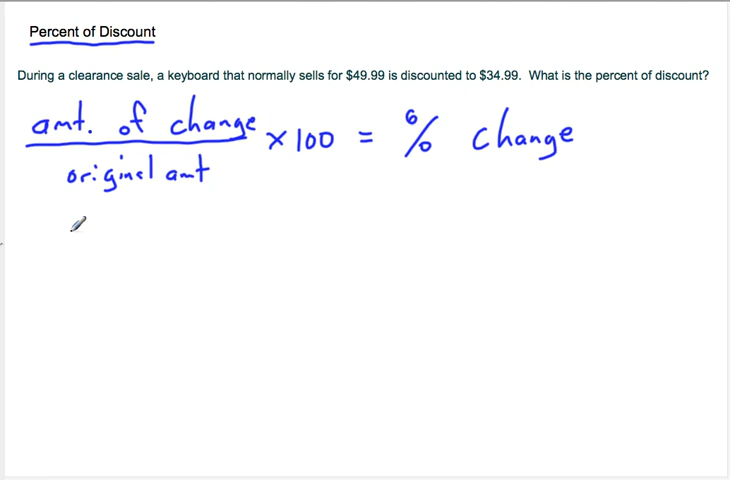 Percent of Discount
During a clearance sale, a keyboard that normally sells for $49.99 is discounted to $34.99. What is the percent of discount?
amt. of change
× 100 = % change
original amt